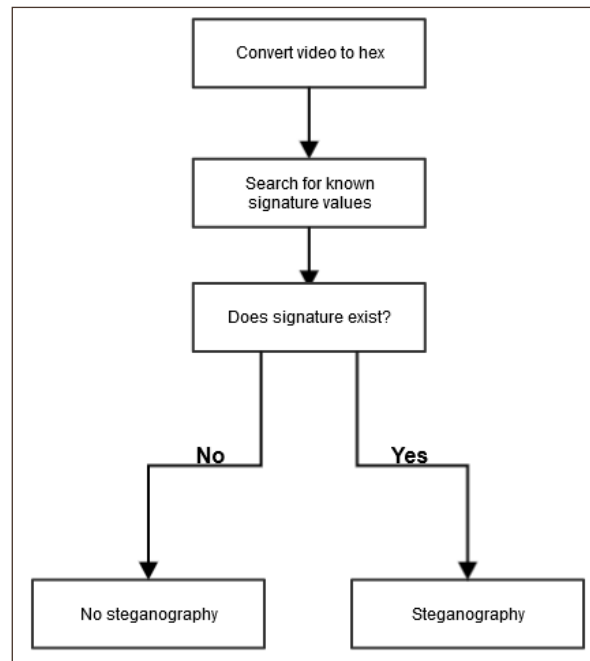 Convert video to hex
Search for known
signature values
Does signature exist?
No
Yes
No steganography
Steganography